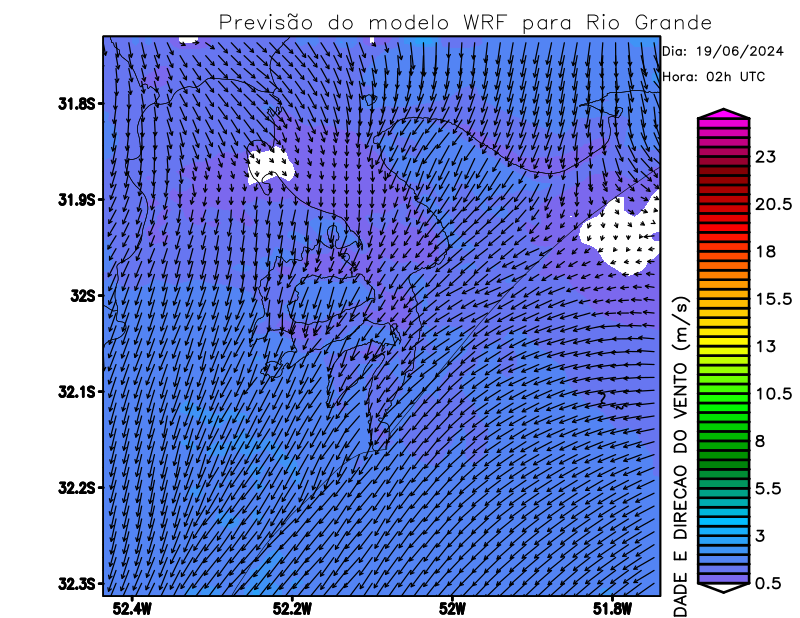 Previsão do modelo WRF para Rio Grande
Dia: 19/06/2024
Hora: 02h UTC
31.8S
31.9S
32S
32.1S
32.2S
32.3S
52.4W
52.2W
52W
51.8W
23
20.5
18
15.5
13
10.5
8
5.5
3
0.5
DADE E DIRECAO DO VENTO (m/s)